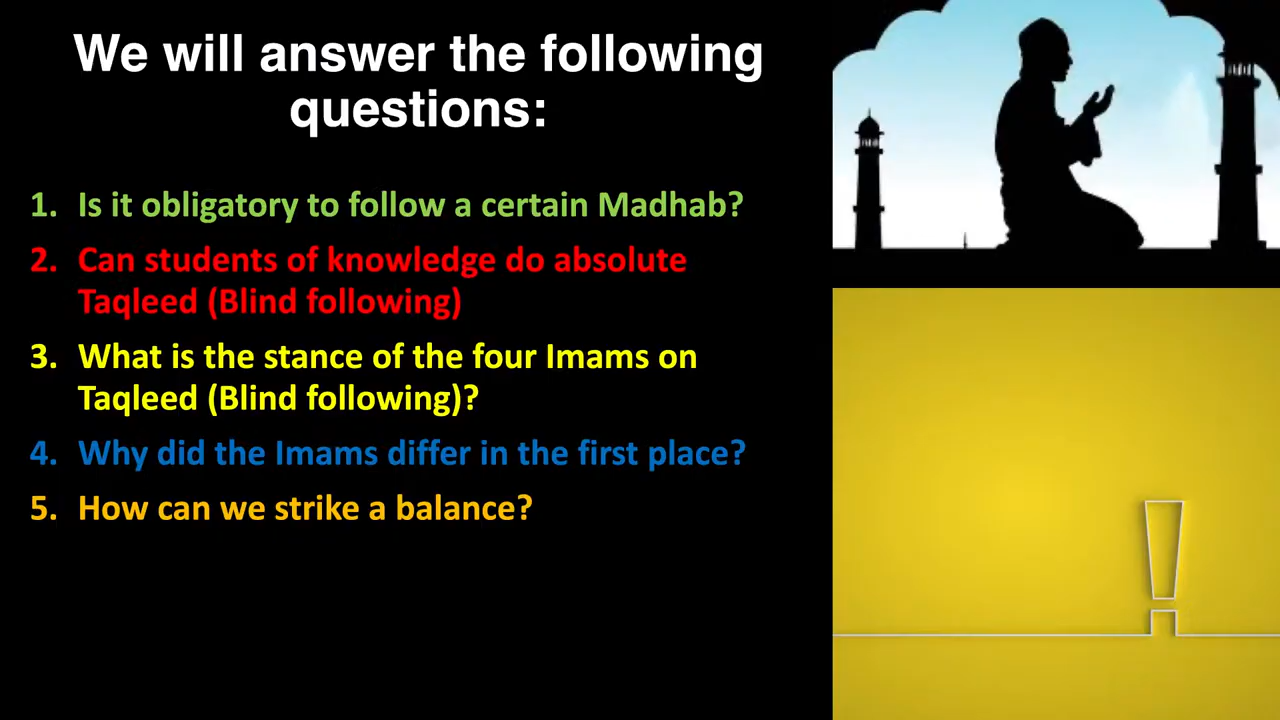 We will answer the following
questions:
1. Is it obligatory to follow a certain Madhab?
2. Can students of knowledge do absolute
Taqleed (Blind following)
3. What is the stance of the four Imams on
Taqleed (Blind following)?
4. Why did the Imams differ in the first place?
5. How can we strike a balance?
!